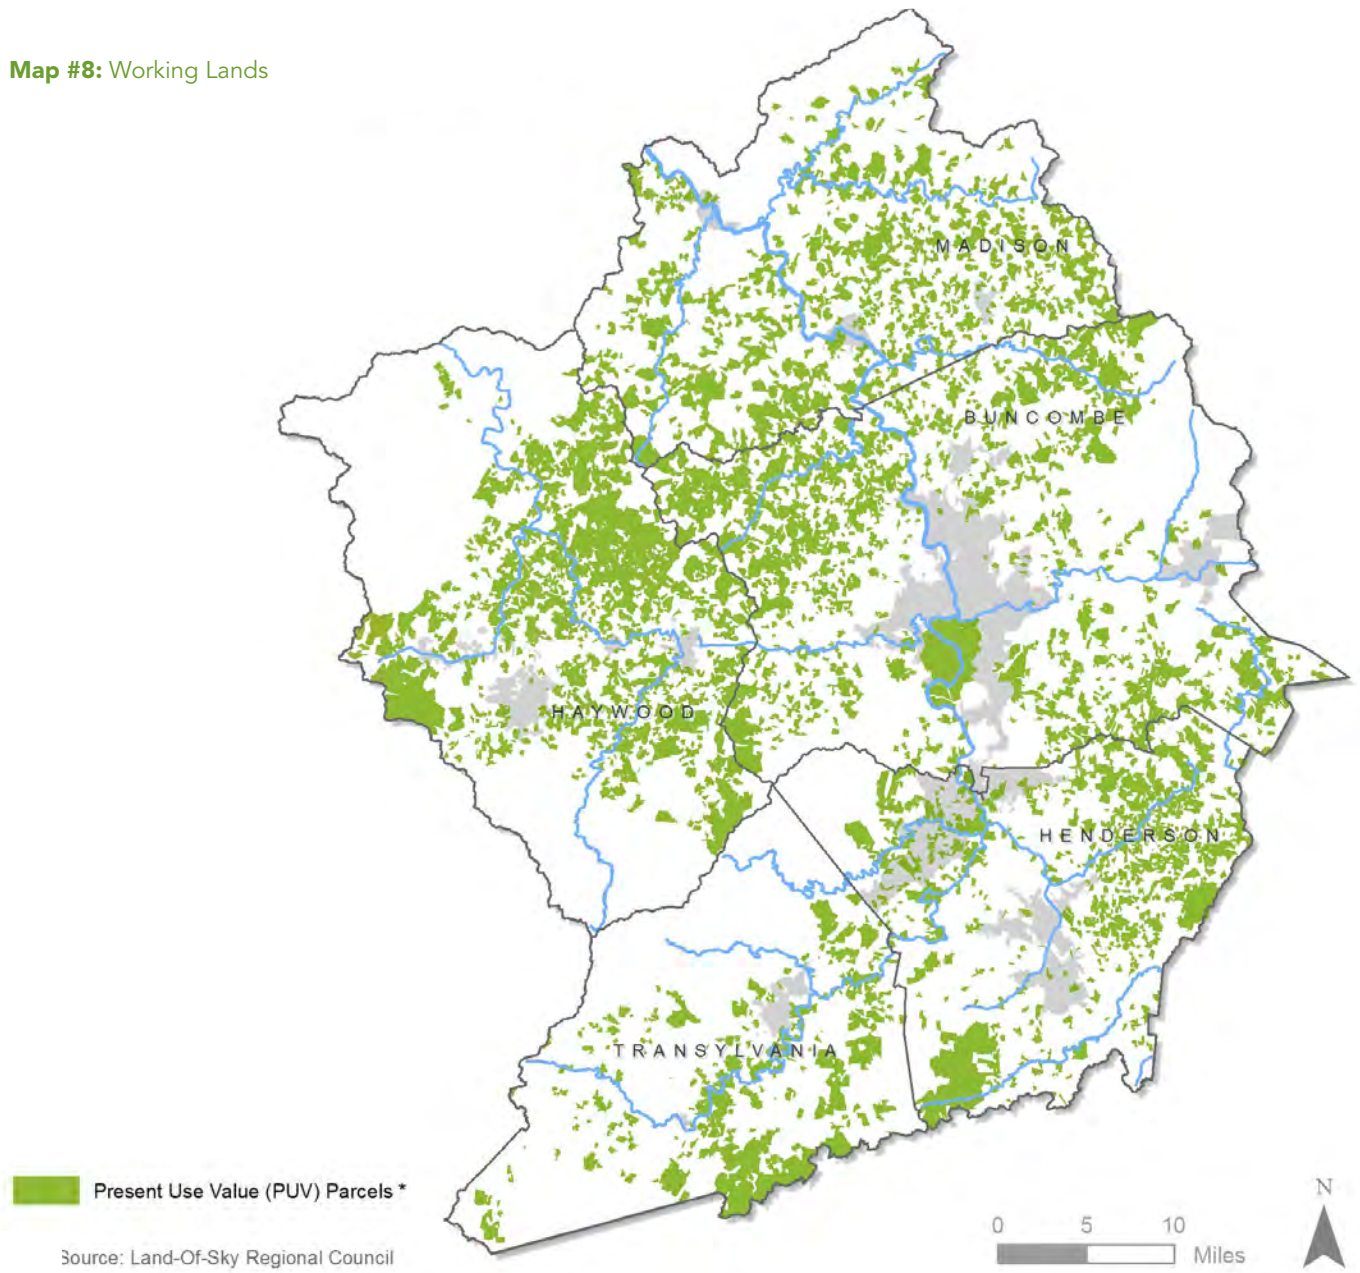 Map #8: Working Lands
MADISON
BUNCOMBE
HAYWOOD
HENDERSON
TRANSYLVANIA
Present Use Value (PUV) Parcels *
Source: Land-Of-Sky Regional Council
0 5 10
Miles
N